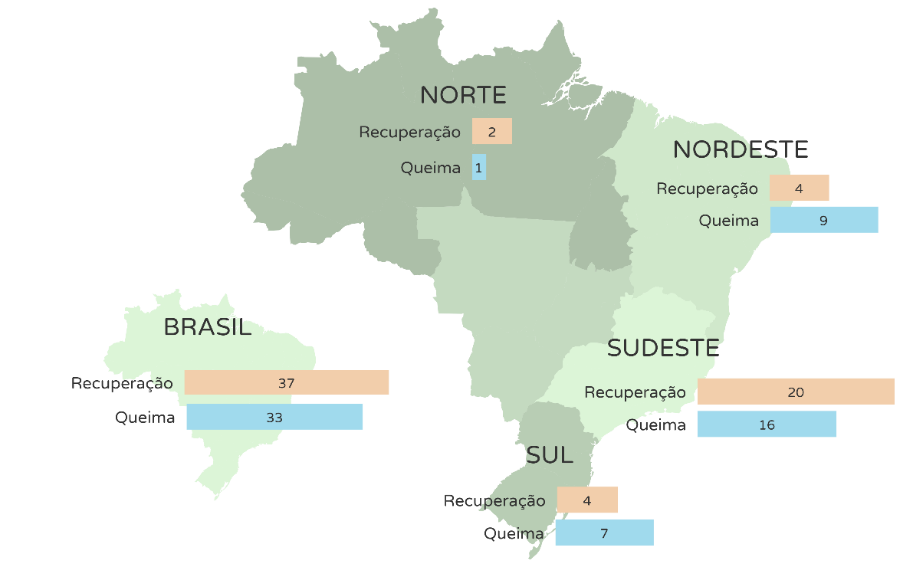 NORTE
Recuperação 2
Queima 1
NORDESTE
Recuperação 4
Queima 9
BRASIL
Recuperação 37
Queima 33
SUDESTE
Recuperação 20
Queima 16
SUL
Recuperação 4
Queima 7